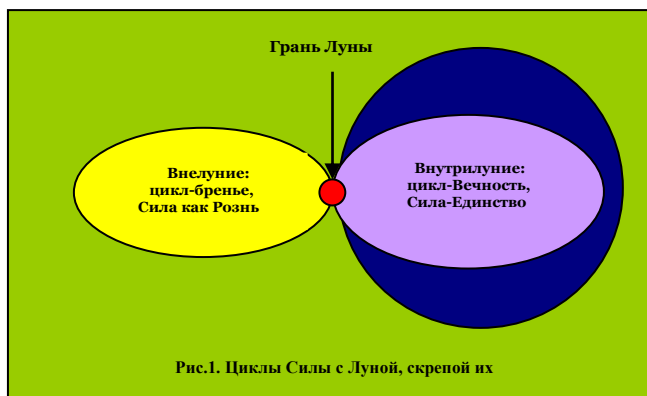 Грань Луны
Внелуние:
цикл-бренье,
Сила как Рознь
Внутрилуние:
цикл-Вечность,
Сила-Единство
Рис.1. Циклы Силы с Луной, скрепой их